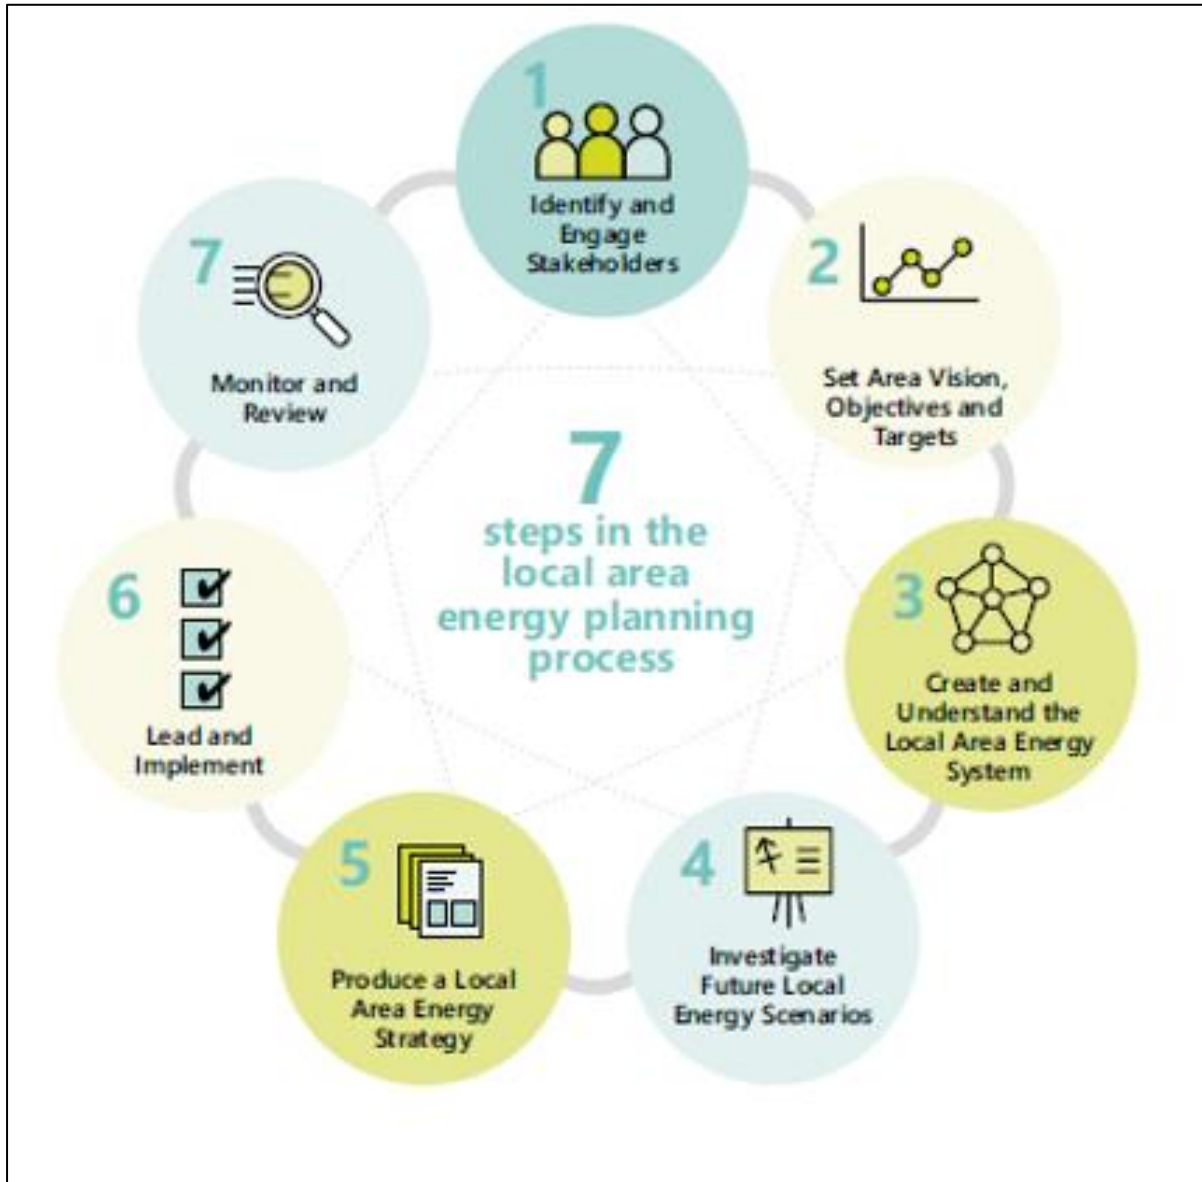 1
Identify and
Engage
Stakeholders
2
Set Area Vision,
Objectives and
Targets
3
Create and
Understand the
Local Area Energy
System
4
Investigate
Future Local
Energy Scenarios
5
Produce a Local
Area Energy
Strategy
6
Lead and
Implement
7
Monitor and
Review
7
steps in the
local area
energy planning
process